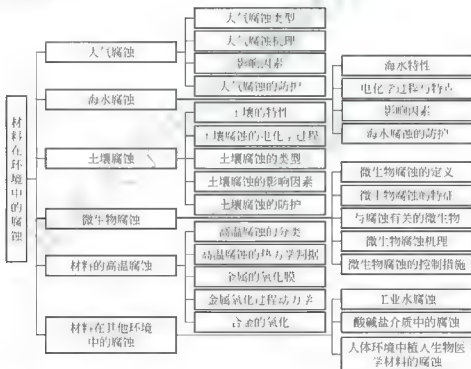 材料在环境中的腐蚀
大气腐蚀
大气腐蚀类型
大气腐蚀机理
影响因素
大气腐蚀的防护
海水腐蚀
海水特性
电化学过程与特点
影响因素
海水腐蚀的防护
土壤腐蚀
土壤的特性
土壤腐蚀的电化学过程
土壤腐蚀的类型
土壤腐蚀的影响因素
土壤腐蚀的防护
微生物腐蚀
微生物腐蚀的定义
微生物腐蚀的特征
与腐蚀有关的微生物
微生物腐蚀机理
微生物腐蚀的控制措施
材料的高温腐蚀
高温腐蚀的分类
高温腐蚀的热力学判据
金属的氧化膜
金属氧化过程动力学
合金的氧化
材料在其他环境
中的腐蚀
工业水腐蚀
酸碱盐介质中的腐蚀
人体环境中植入生物医
学材料的腐蚀